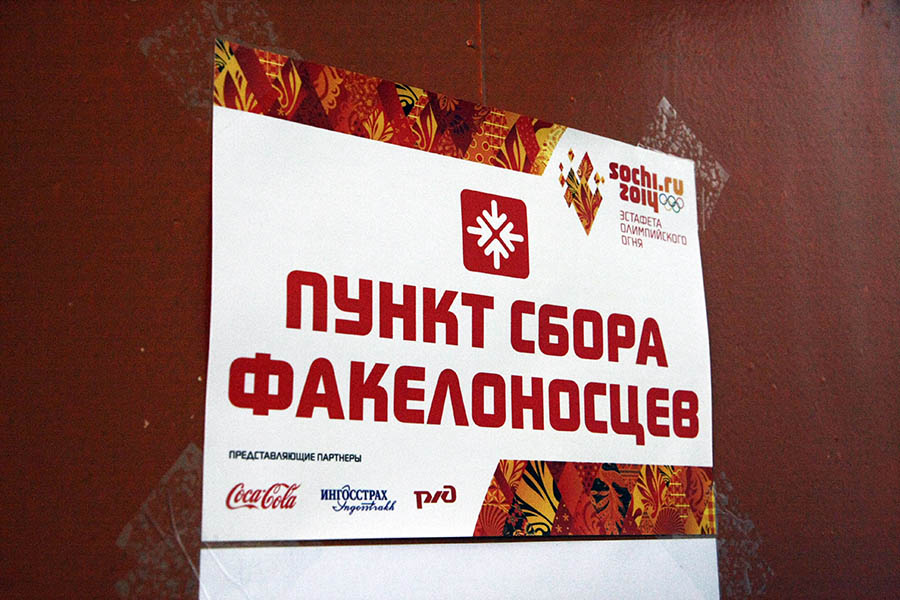 sochi.ru
2014
ЭСТАФЕТА
ОЛИМПИЙСКОГО
ОГНЯ
ПУНКТ СБОРА
ФАКЕЛОНОСЦЕВ
ПРЕДСТАВЛЯЮЩИЕ ПАРТНЕРЫ
Coca-Cola
ИНГОССТРАХ
Ingosstrakh
РЖД